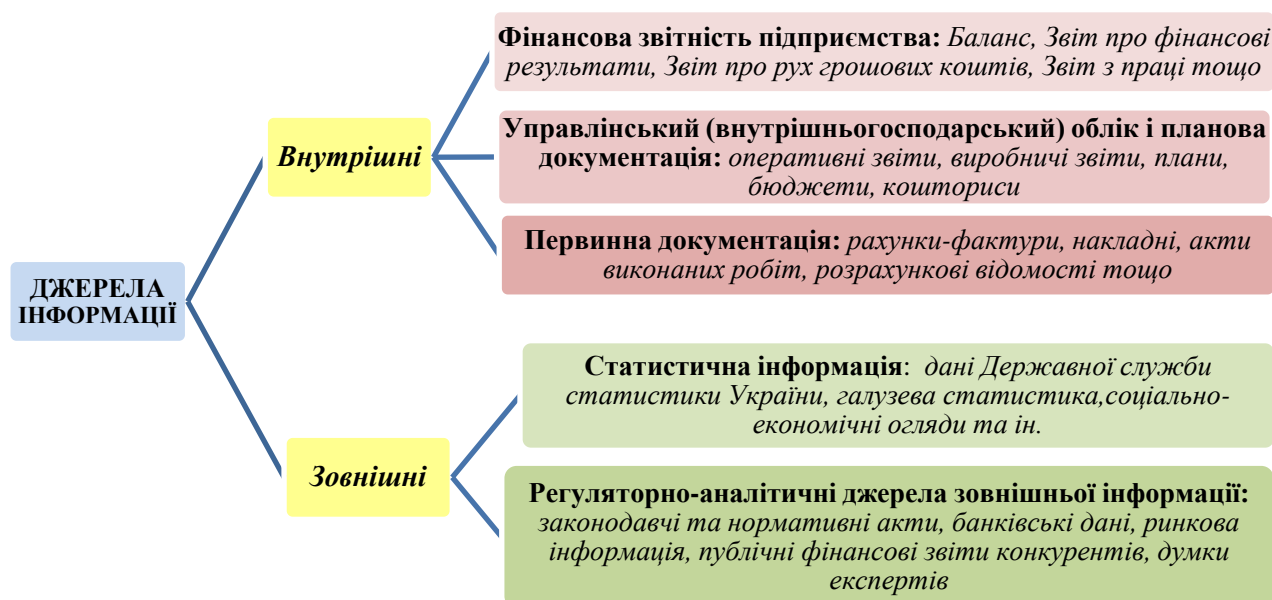 Фінансова звітність підприємства: Баланс, Звіт про фінансові
результати, Звіт про рух грошових коштів, Звіт з праці тощо
Управлінський (внутрішньогосподарський) облік і планова
документація: оперативні звіти, виробничі звіти, плани,
бюджети, кошториси
Внутрішні
Первинна документація: рахунки-фактури, накладні, акти
виконаних робіт, розрахункові відомості тощо
ДЖЕРЕЛА
ІНФОРМАЦІЇ
Статистична інформація: дані Державної служби
статистики України, галузева статистика,соціально-
економічні огляди та ін.
Зовнішні
Регуляторно-аналітичні джерела зовнішньої інформації:
законодавчі та нормативні акти, банківські дані, ринкова
інформація, публічні фінансові звіти конкурентів, думки
експертів